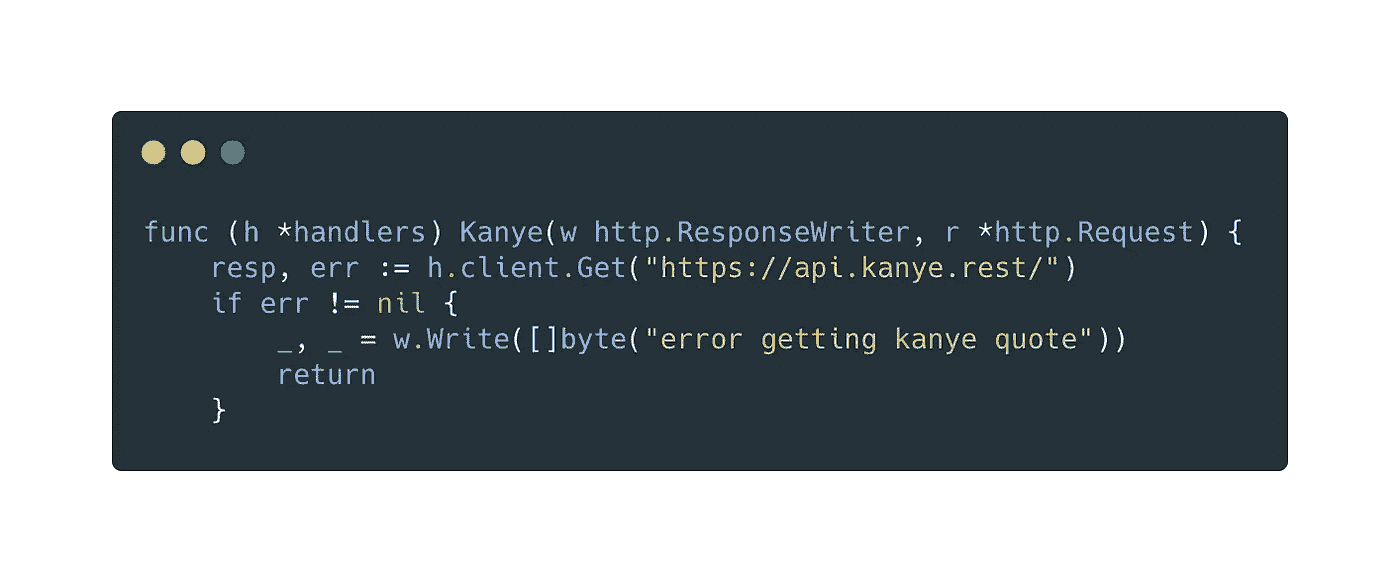 func (h *handlers) Kanye(w http.ResponseWriter, r *http.Request) {
    resp, err := h.client.Get("https://api.kanye.rest/")
    if err != nil {
        _, _ = w.Write([]byte("error getting kanye quote"))
        return
    }